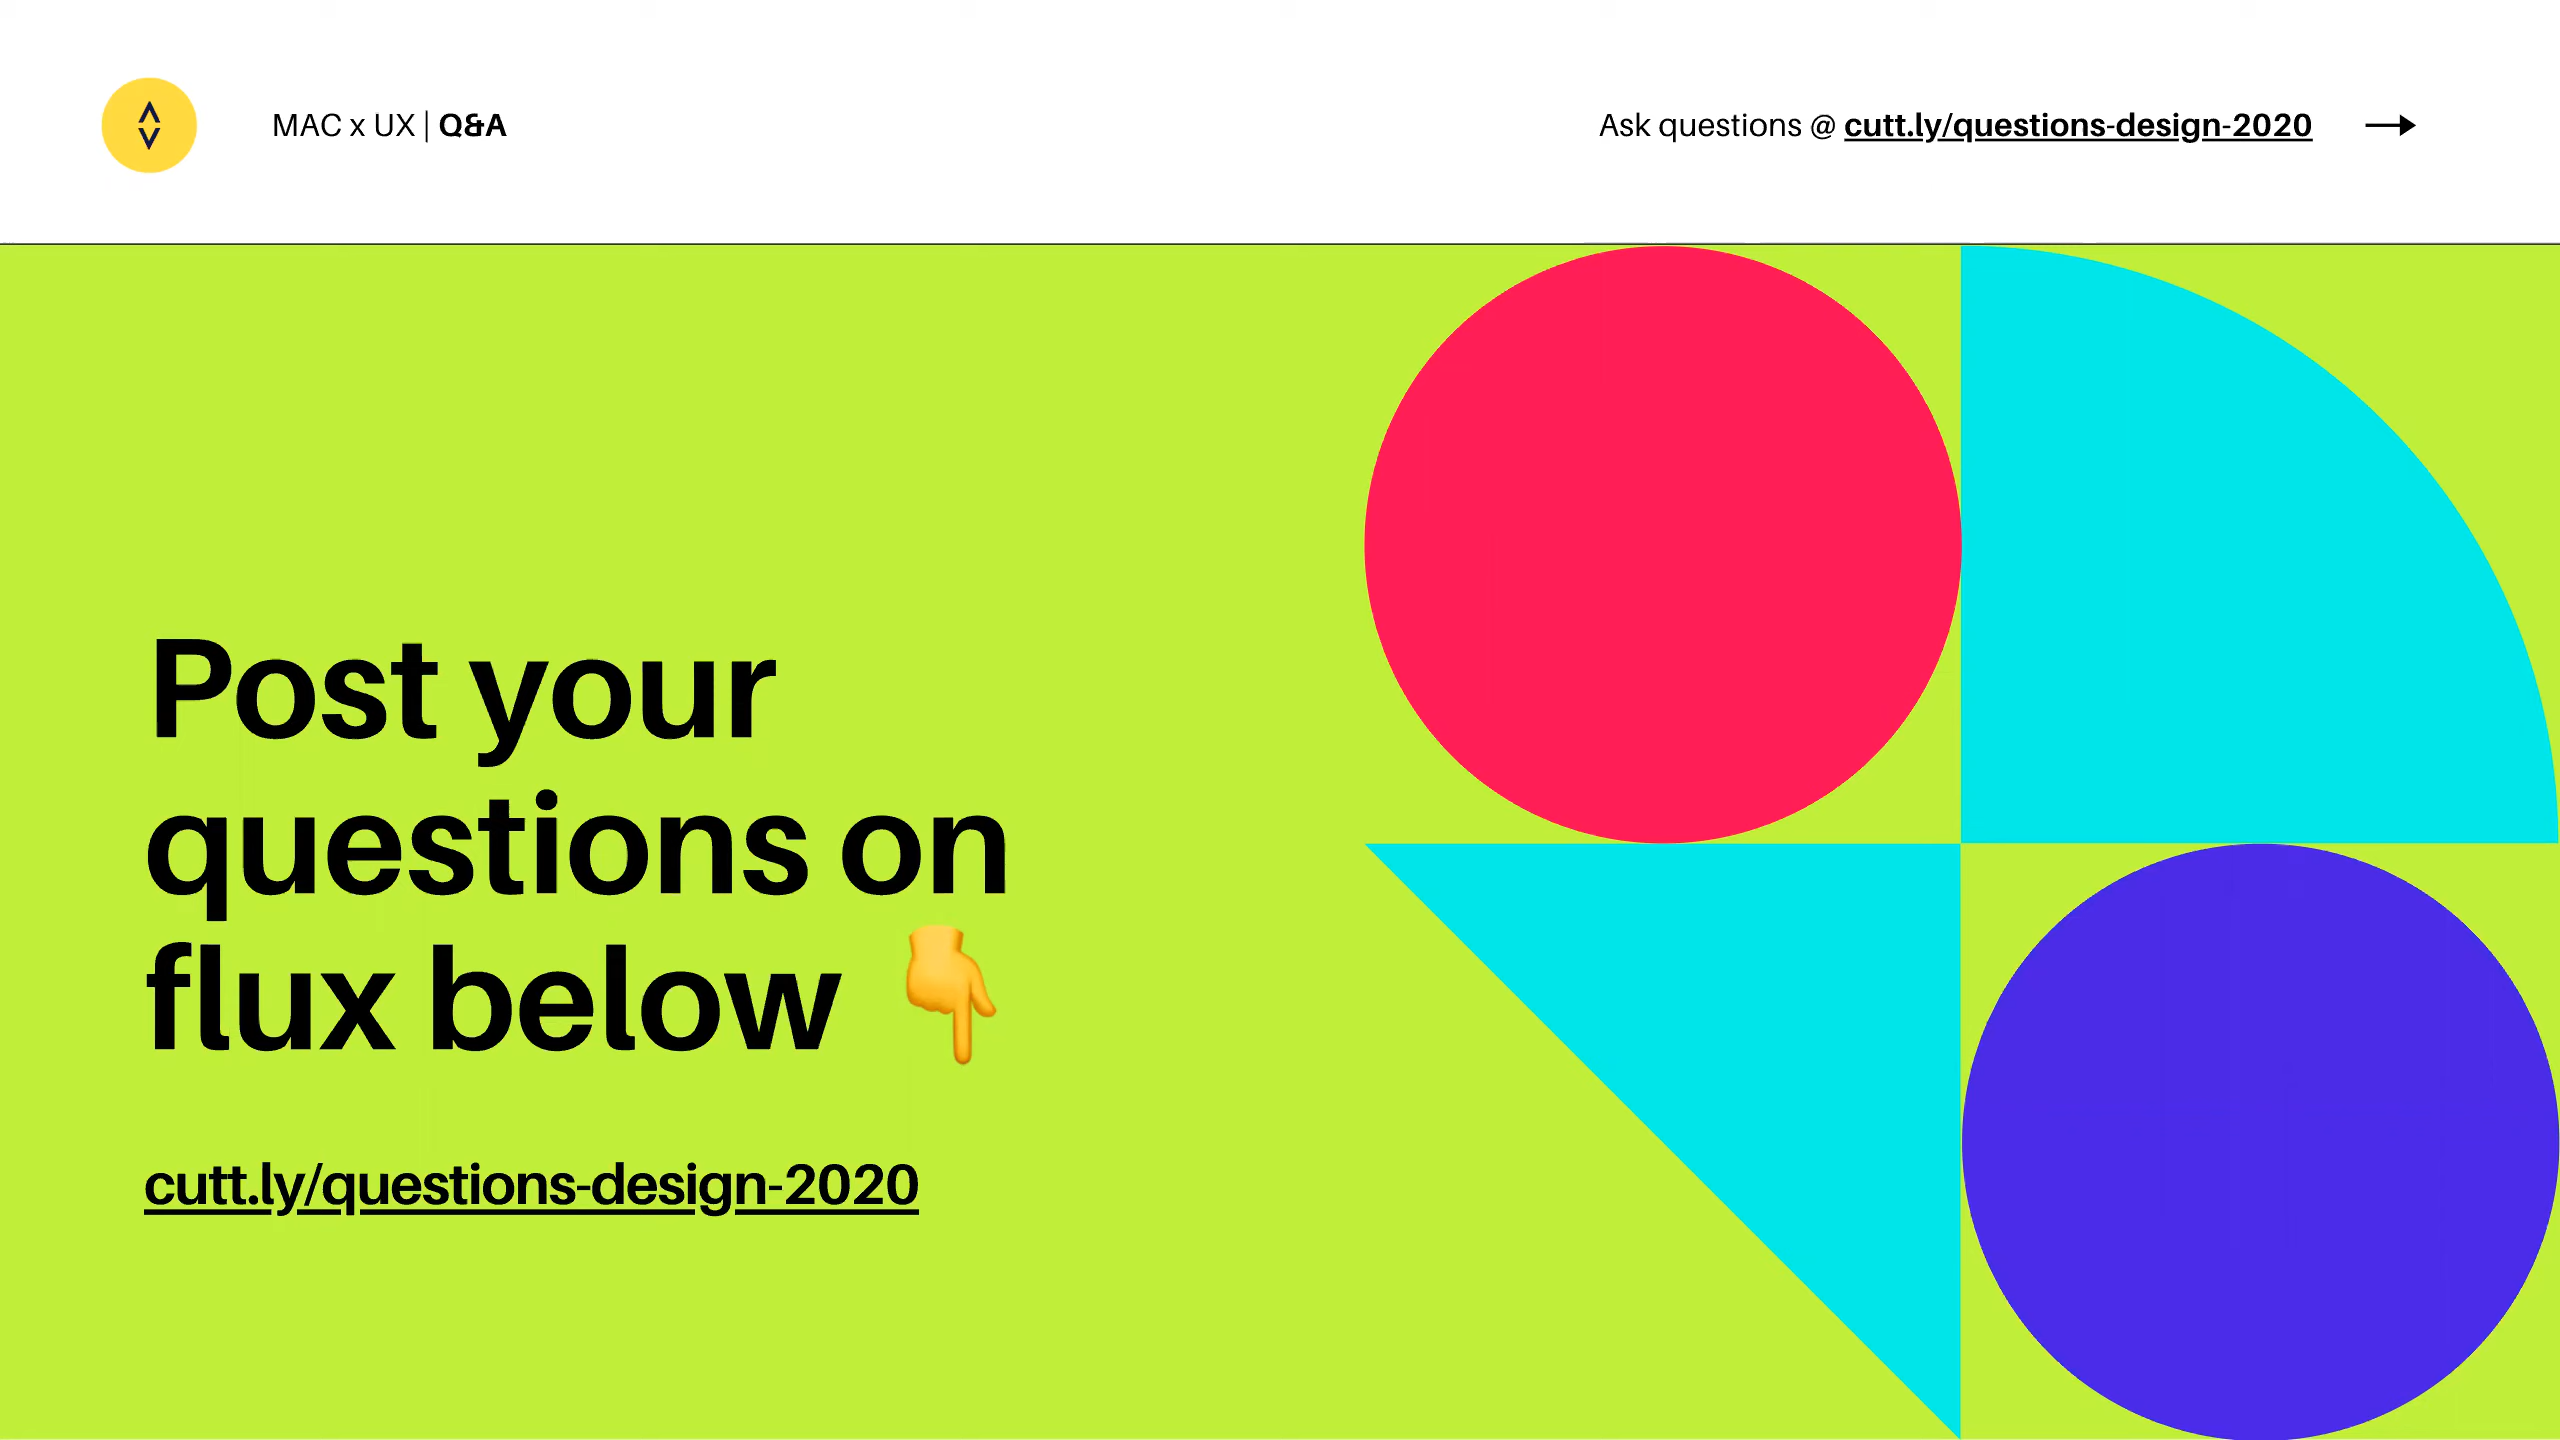 MAC x UX | Q&A
Ask questions @ cutt.ly/questions-design-2020
Post your
questions on
flux below 👇
cutt.ly/questions-design-2020